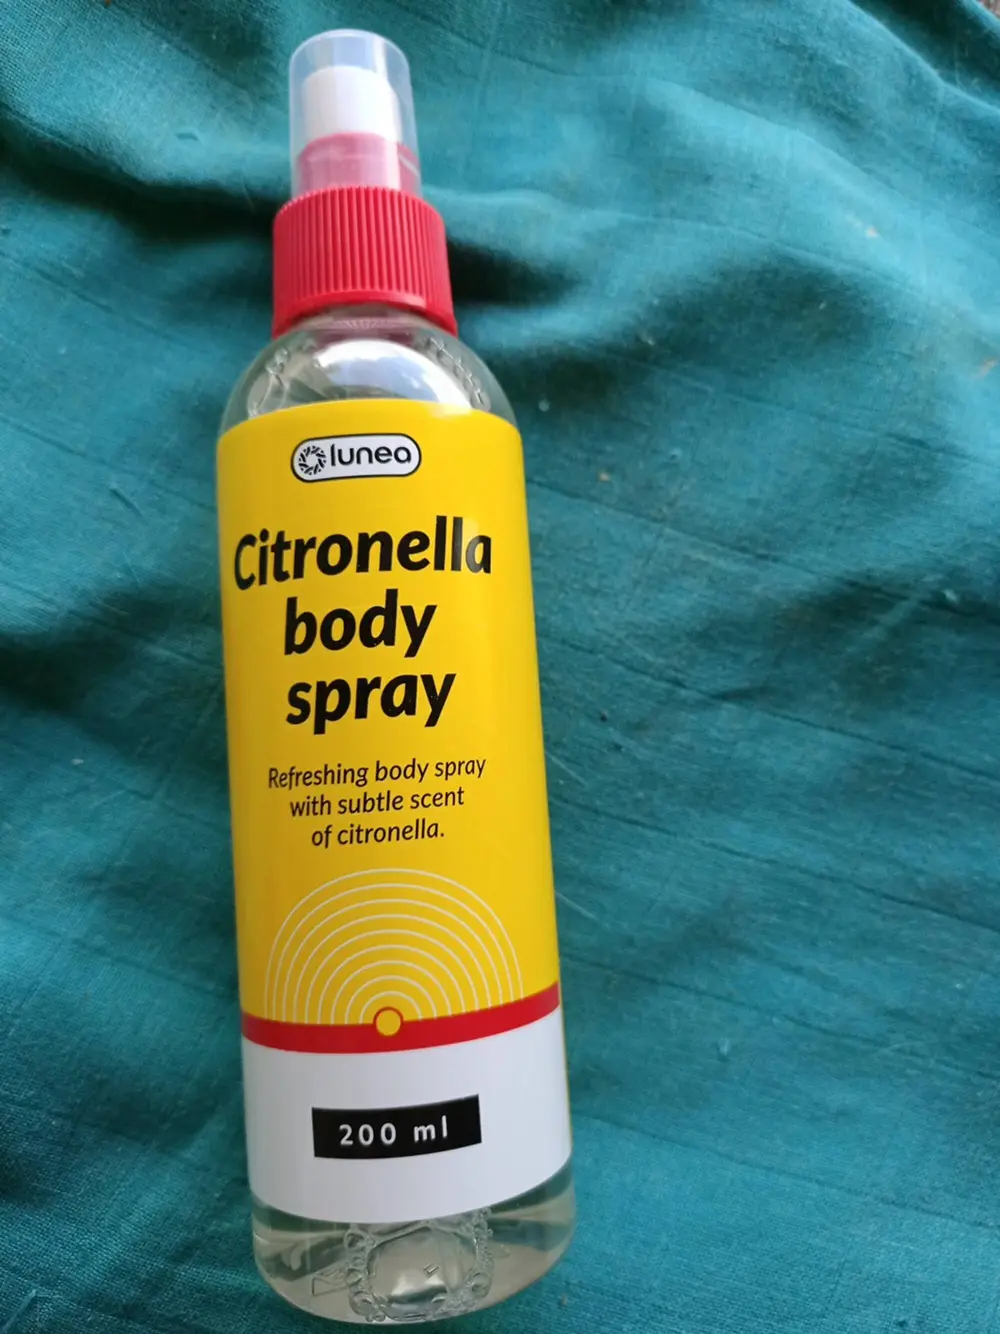 lunea
Citronella
body
spray
Refreshing body spray
with subtle scent
of citronella.
200 ml